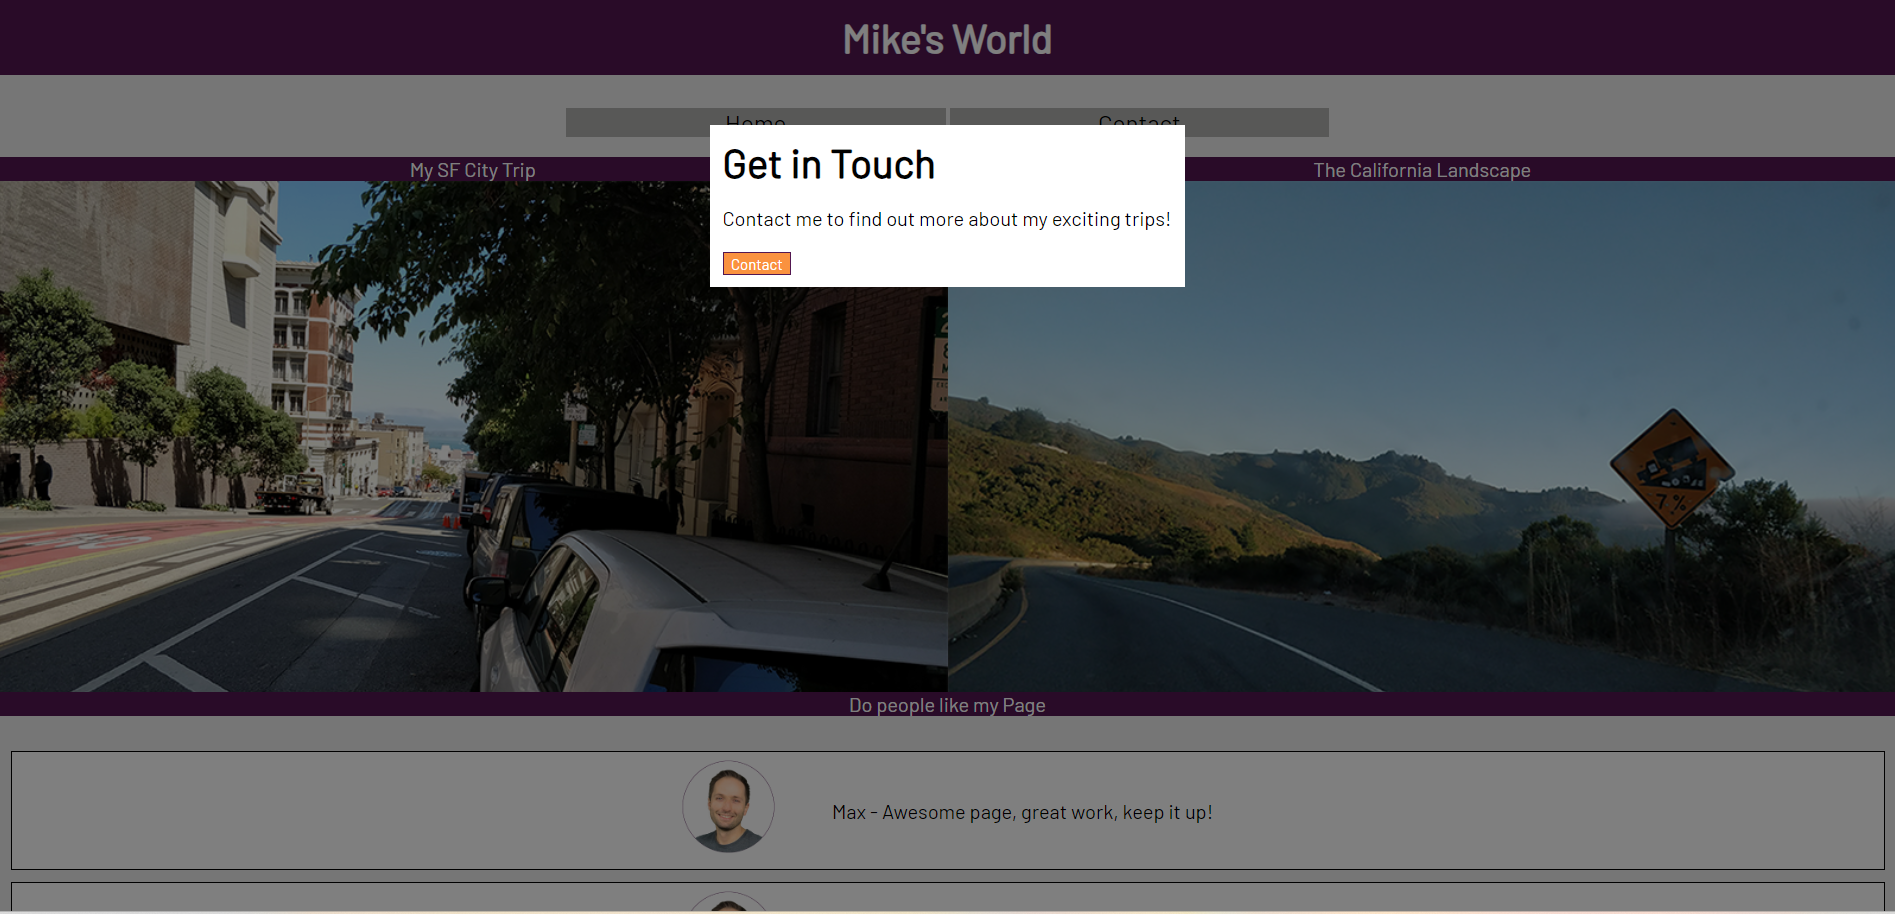 Mike's World
Home
Contact
Get in Touch
Contact me to find out more about my exciting trips!
Contact
My SF City Trip
The California Landscape
7%
Do people like my Page
Max - Awesome page, great work, keep it up!